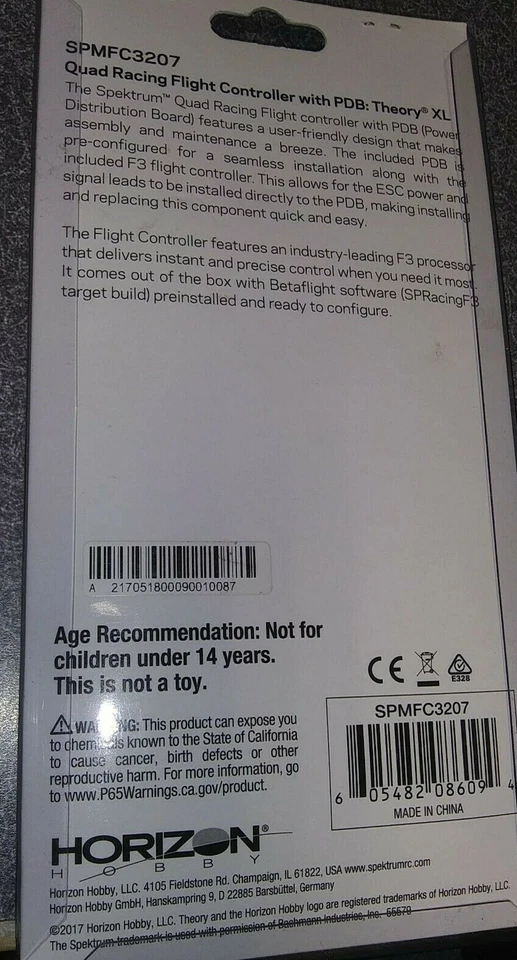 SPMFC3207
Quad Racing Flight Controller with PDB: Theory® XL
The Spektrum™ Quad Racing Flight controller with PDB (Power
Distribution Board) features a user-friendly design that makes
assembly and maintenance a breeze. The included PDB is
pre-configured for a seamless installation along with the
included F3 flight controller. This allows for the ESC power and
signal leads to be installed directly to the PDB, making installing
and replacing this component quick and easy.
The Flight Controller features an industry-leading F3 processor
that delivers instant and precise control when you need it most.
It comes out of the box with Betaflight software (SPRacingF3
target build) preinstalled and ready to configure.
A 217051800090010087
Age Recommendation: Not for
children under 14 years.
This is not a toy.
CE
E328
WARNING: This product can expose you
to chemicals known to the State of California
to cause cancer, birth defects or other
reproductive harm. For more information, go
to www.P65Warnings.ca.gov/product.
SPMFC3207
6 05482 08609 4
MADE IN CHINA
HORIZON®
HOBBY
Horizon Hobby, LLC. 4105 Fieldstone Rd. Champaign, IL 61822, USA www.spektrumrc.com
Horizon Hobby GmbH, Hanskampring 9, D 22885 Barsbüttel, Germany
©2017 Horizon Hobby, LLC. Theory and the Horizon Hobby logo are registered trademarks of Horizon Hobby, LLC.
The Spektrum trademark is used with permission of Bachmann Industries, Inc. 55570